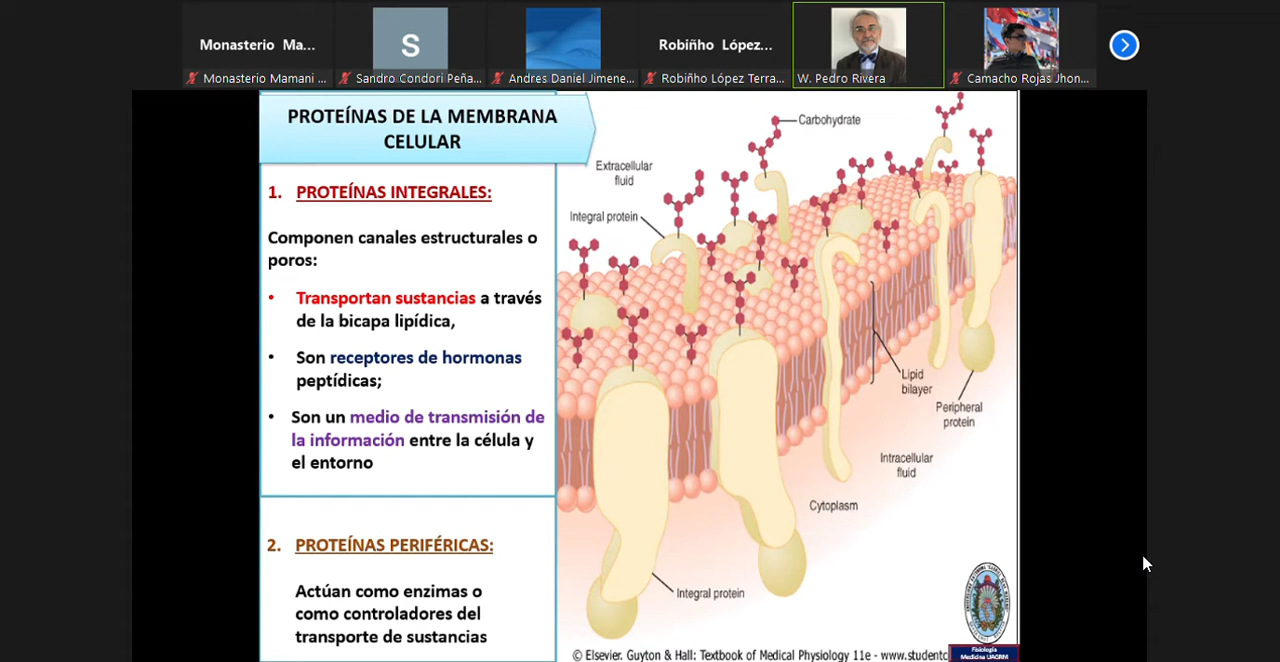 Monasterio Ma...
S
Robiñho López...
Monasterio Mamani ...
Sandro Condori Peña...
Andres Daniel Jimene...
Robiñho López Terra...
W. Pedro Rivera
Camacho Rojas Jhon...
PROTEÍNAS DE LA MEMBRANA
CELULAR
1. PROTEÍNAS INTEGRALES:
Componen canales estructurales o
poros:
• Transportan sustancias a través
de la bicapa lipídica,
• Son receptores de hormonas
peptídicas;
• Son un medio de transmisión de
la información entre la célula y
el entorno
2. PROTEÍNAS PERIFÉRICAS:
Actúan como enzimas o
como controladores del
transporte de sustancias
Carbohydrate
Extracellular
fluid
Integral protein
Lipid
bilayer
Peripheral
protein
Intracellular
fluid
Cytoplasm
Integral protein
© Elsevier. Guyton & Hall: Textbook of Medical Physiology 11e - www.studentc
Fisiología
Medicina UAGRM